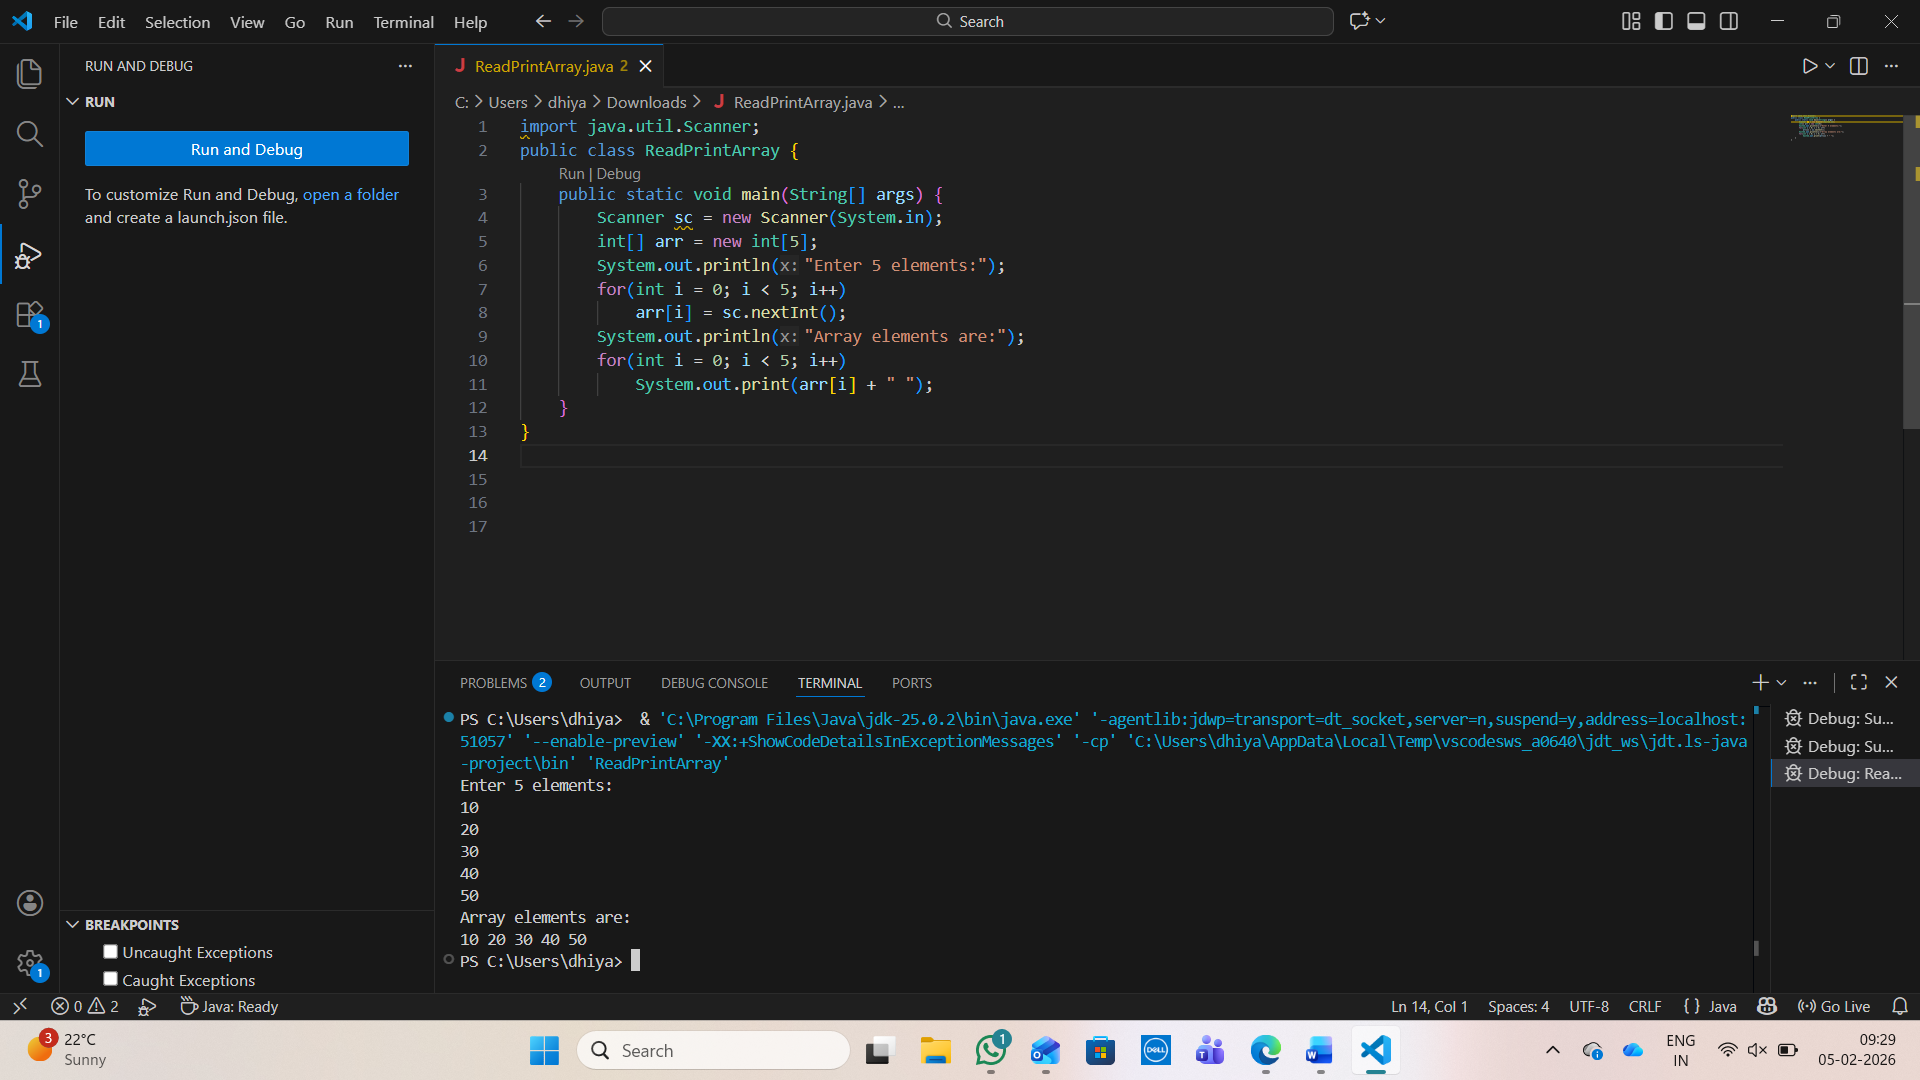 File Edit Selection View Go Run Terminal Help
Search
RUN AND DEBUG
RUN
Run and Debug
To customize Run and Debug, open a folder
and create a launch.json file.
1
ReadPrintArray.java 2
C: > Users > dhiya > Downloads > J ReadPrintArray.java > ...
1 import java.util.Scanner;
2 public class ReadPrintArray {
Run | Debug
3 public static void main(String[] args) {
4 Scanner sc = new Scanner(System.in);
5 int[] arr = new int[5];
6 System.out.println(x: "Enter 5 elements:");
7 for(int i = 0; i < 5; i++)
8 arr[i] = sc.nextInt();
9 System.out.println(x: "Array elements are:");
10 for(int i = 0; i < 5; i++)
11 System.out.print(arr[i] + " ");
12 }
13 }
14
15
16
17
PROBLEMS 2 OUTPUT DEBUG CONSOLE TERMINAL PORTS
PS C:\Users\dhiya>  & 'C:\Program Files\Java\jdk-25.0.2\bin\java.exe' '-agentlib:jdwp=transport=dt_socket,server=n,suspend=y,address=localhost:
51057' '--enable-preview' '-XX:+ShowCodeDetailsInExceptionMessages' '-cp' 'C:\Users\dhiya\AppData\Local\Temp\vscodesws_a0640\jdt_ws\jdt.ls-java
-project\bin' 'ReadPrintArray'
Enter 5 elements:
10
20
30
40
50
Array elements are:
10 20 30 40 50
PS C:\Users\dhiya>
Debug: Su...
Debug: Su...
Debug: Rea...
BREAKPOINTS
Uncaught Exceptions
Caught Exceptions
1
0 2 Java: Ready
Ln 14, Col 1 Spaces: 4 UTF-8 CRLF { } Java Go Live
3
22°C
Sunny
Search
1
DELL
ENG
IN
09:29
05-02-2026